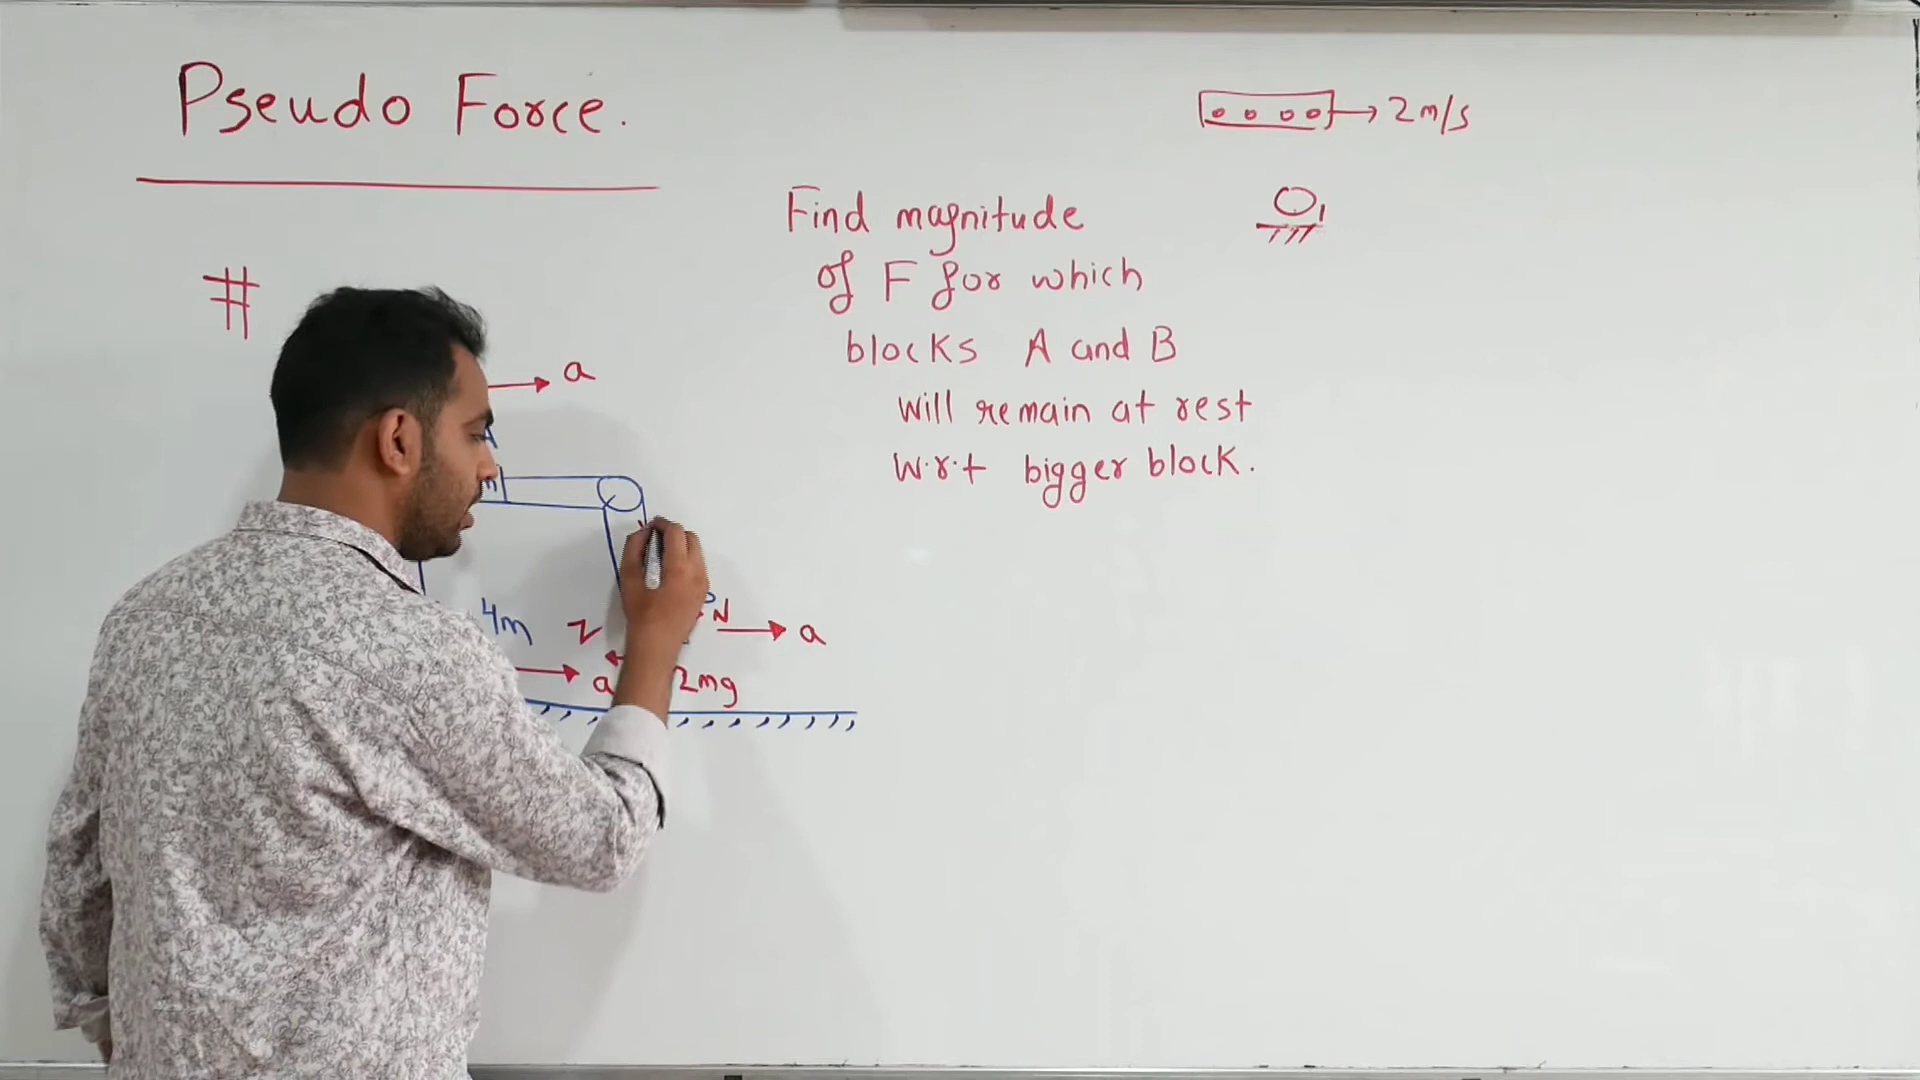 Pseudo Force.
2m/s
Find magnitude
of F for which
blocks A and B
will remain at rest
w.r.t bigger block.
#
a
A
m
4m
N
N
a
a
2mg